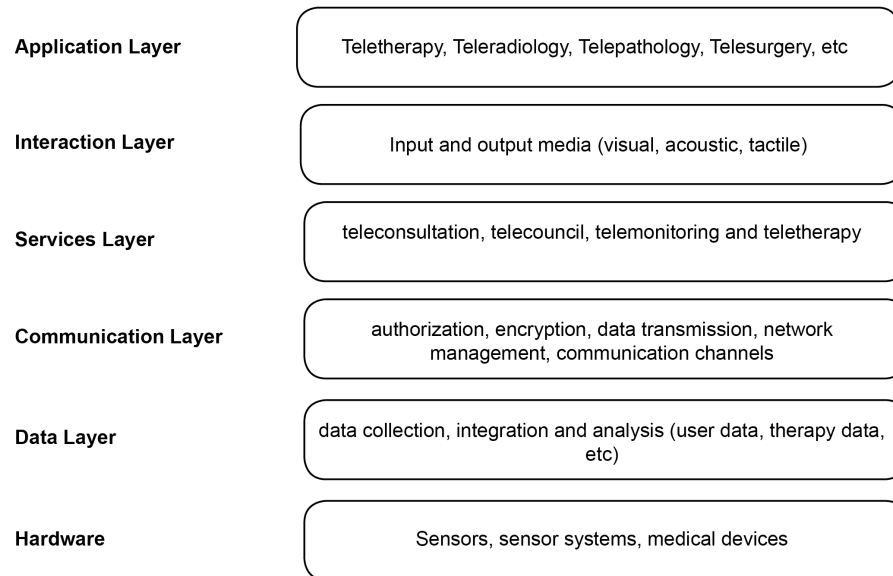 Application Layer
Teletherapy, Teleradiology, Telepathology, Telesurgery, etc
Interaction Layer
Input and output media (visual, acoustic, tactile)
Services Layer
teleconsultation, telecouncil, telemonitoring and teletherapy
Communication Layer
authorization, encryption, data transmission, network
management, communication channels
Data Layer
data collection, integration and analysis (user data, therapy data,
etc)
Hardware
Sensors, sensor systems, medical devices